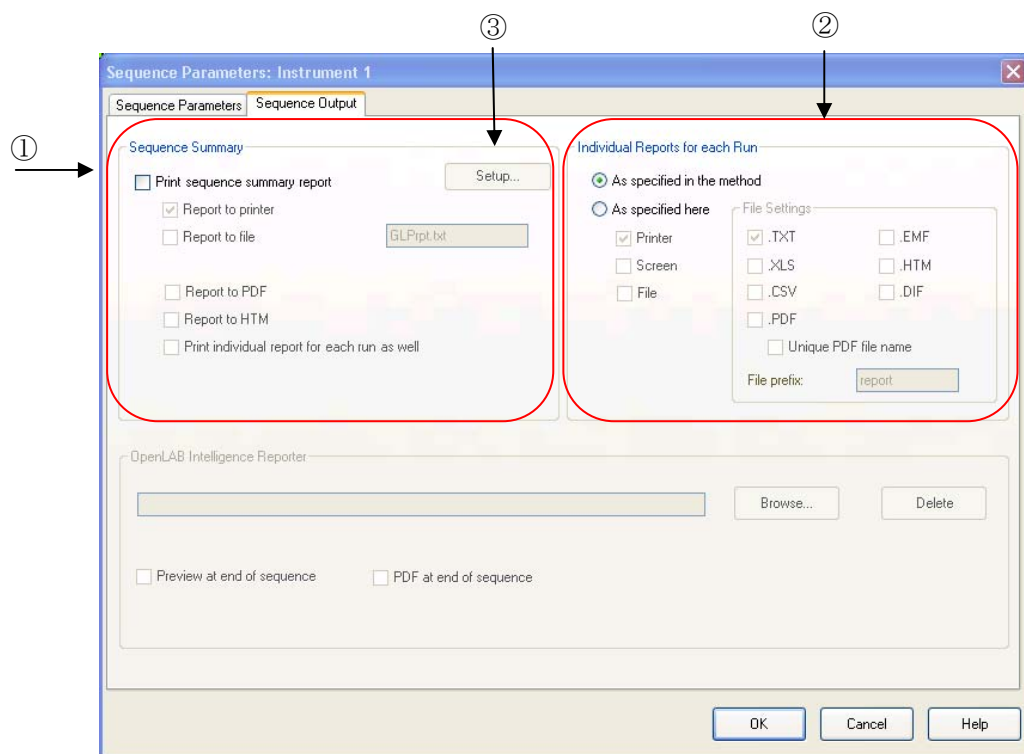 ③
②
Sequence Parameters: Instrument 1
Sequence Parameters
Sequence Output
①
Sequence Summary
Print sequence summary report
Setup...
Report to printer
Report to file
GLPrpt.txt
Report to PDF
Report to HTM
Print individual report for each run as well
Individual Reports for each Run
As specified in the method
As specified here
Printer
Screen
File
File Settings
.TXT
.EMF
.XLS
.HTM
.CSV
.DIF
.PDF
Unique PDF file name
File prefix:
report
OpenLAB Intelligence Reporter
Browse...
Delete
Preview at end of sequence
PDF at end of sequence
OK
Cancel
Help